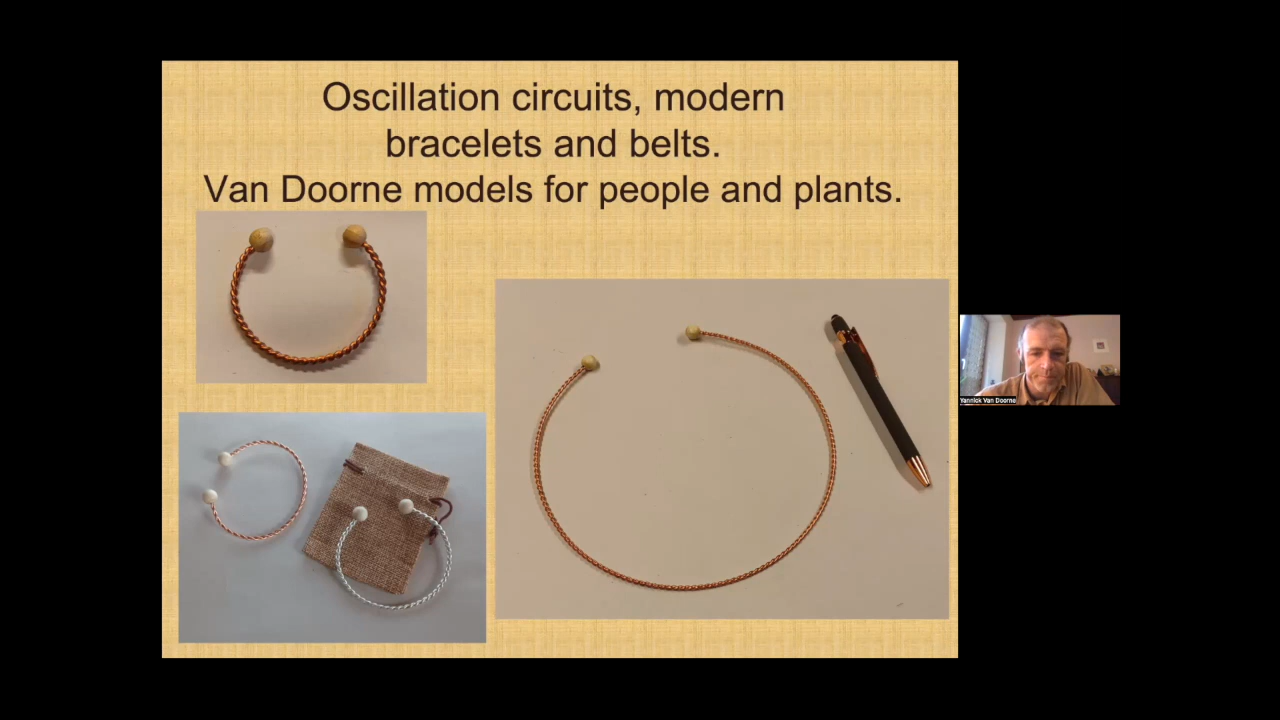 Oscillation circuits, modern
bracelets and belts.
Van Doorne models for people and plants.
Yannick Van Doorne